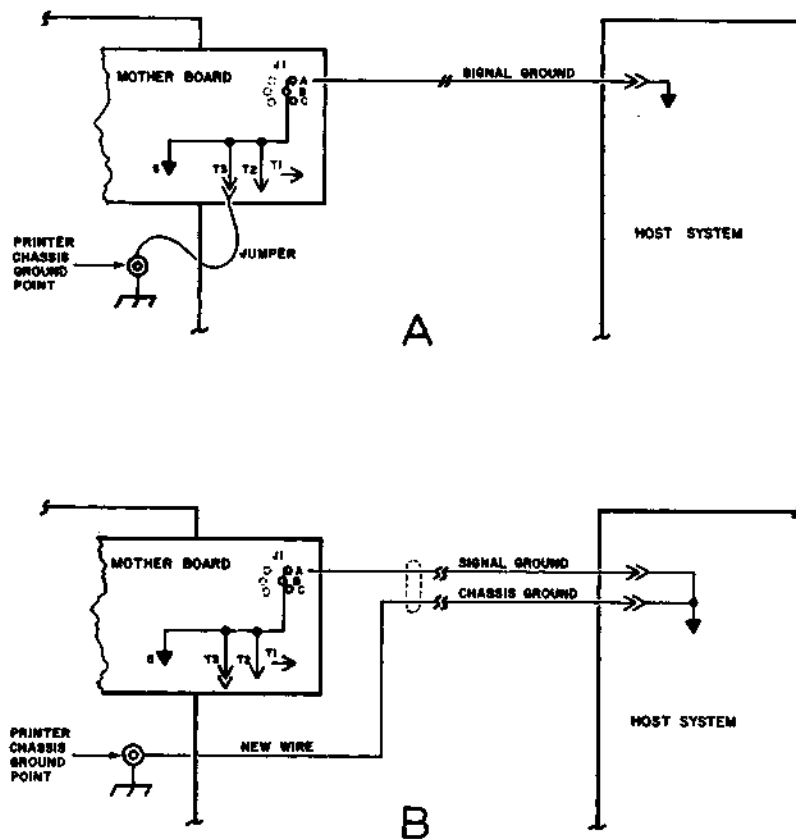 J1
MOTHER BOARD
A
B
C
SIGNAL GROUND
T3
T2
T1
PRINTER
CHASSIS
GROUND
POINT
JUMPER
HOST SYSTEM
A
J1
MOTHER BOARD
A
B
C
SIGNAL GROUND
CHASSIS GROUND
T3
T2
T1
PRINTER
CHASSIS
GROUND
POINT
NEW WIRE
HOST SYSTEM
B